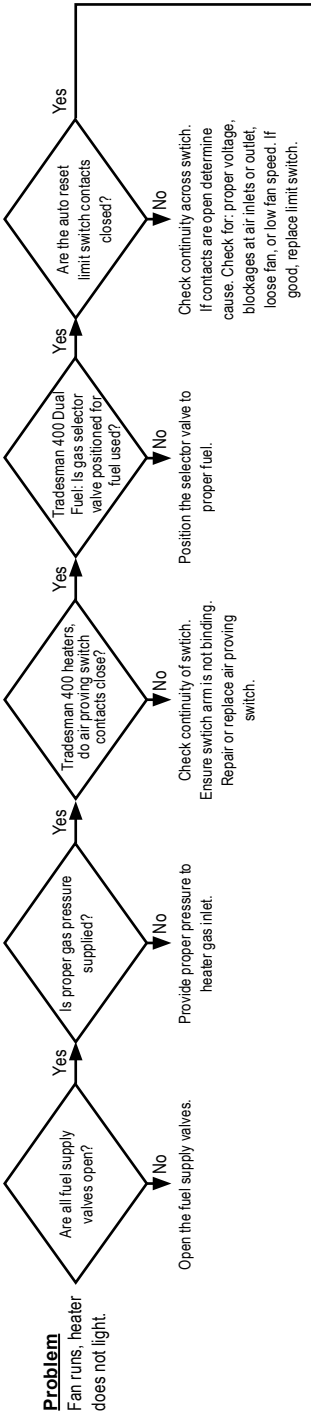 Problem
Fan runs, heater
does not light.
Are all fuel supply
valves open?
Yes
No
Open the fuel supply valves.
Is proper gas pressure
supplied?
Yes
No
Provide proper pressure to
heater gas inlet.
Tradesman 400 heaters,
do air proving switch
contacts close?
Yes
No
Check continuity of swtich.
Ensure swtich arm is not binding.
Repair or replace air proving
switch.
Tradesman 400 Dual
Fuel: Is gas selector
valve positioned for
fuel used?
Yes
No
Position the selector valve to
proper fuel.
Are the auto reset
limit switch contacts
closed?
Yes
No
Check continuity across swtich.
If contacts are open determine
cause. Check for: proper voltage,
blockages at air inlets or outlet,
loose fan, or low fan speed. If
good, replace limit switch.